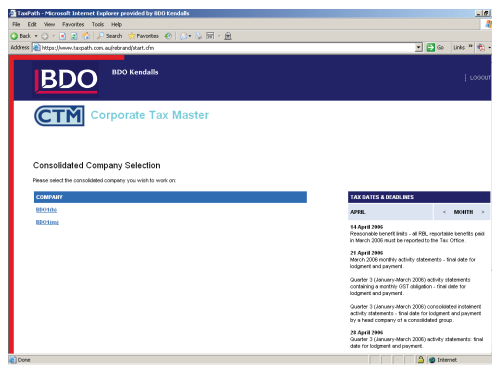 TaxPath - Microsoft Internet Explorer provided by BDO Kendalls
File Edit View Favorites Tools Help
Back Search Favorites
Address https://www.taxpath.com.au/rebrand/start.cfm Go Links »
BDO BDO Kendalls
| LOGOUT
CTM Corporate Tax Master
Consolidated Company Selection
Please select the consolidated company you wish to work on:
COMPANY
TAX DATES & DEADLINES
APRIL < MONTH >
14 April 2006
Reasonable benefit limits - all RBL reportable benefits paid
in March 2006 must be reported to the Tax Office.
21 April 2006
March 2006 monthly activity statements - final date for
lodgment and payment.
Quarter 3 (January-March 2006) activity statements
containing a monthly GST obligation - final date for
lodgment and payment.
Quarter 3 (January-March 2006) consolidated instalment
activity statements - final date for lodgment and payment
by a head company of a consolidated group.
28 April 2006
Quarter 3 (January-March 2006) activity statements: final
date for lodgment and payment.
Done Internet